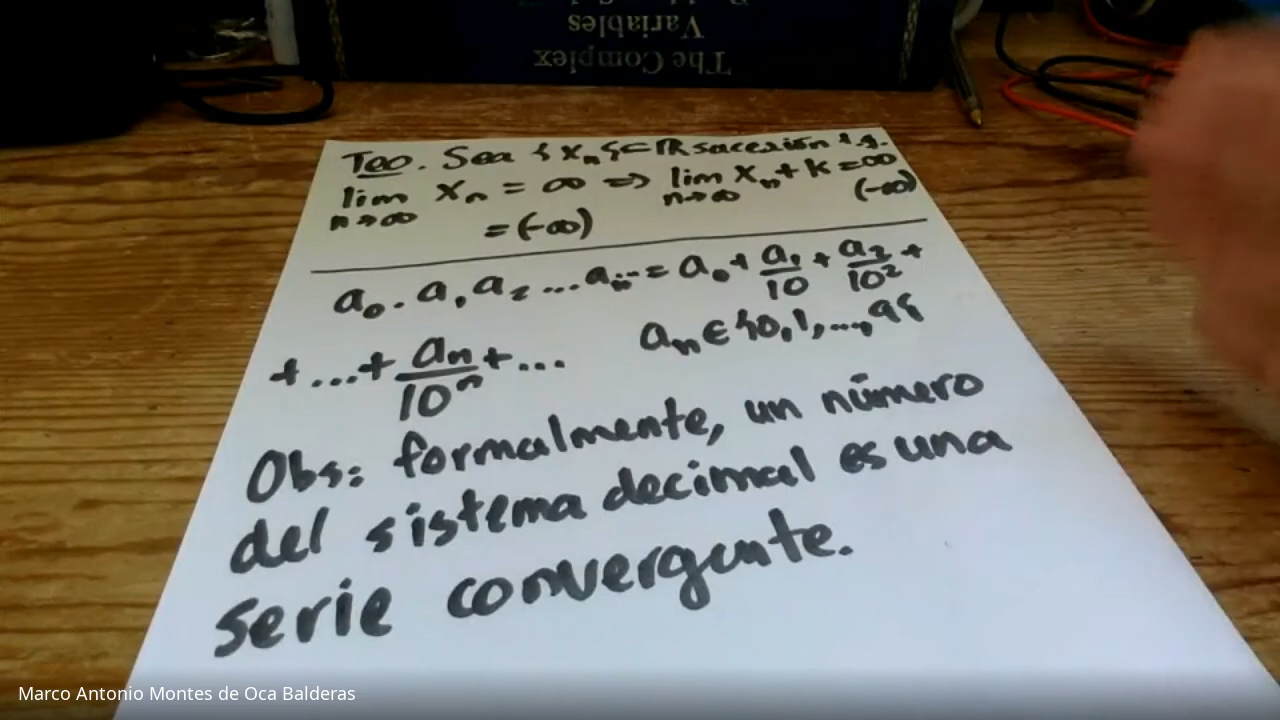 The Complex
Variables
Teo. Sea {xₙ}⊂ℝ sucesión t.q.
lim xₙ = ∞ ⇒ lim xₙ + k = ∞
n→∞ n→∞ (-∞)
= (-∞)
a₀.a₁a₂...aₙ... = a₀ + a₁/10 + a₂/10² +
+ ... + aₙ/10ⁿ + ... aₙ ∈ {0,1,...,9}
Obs: formalmente, un número
del sistema decimal es una
serie convergente.
Marco Antonio Montes de Oca Balderas